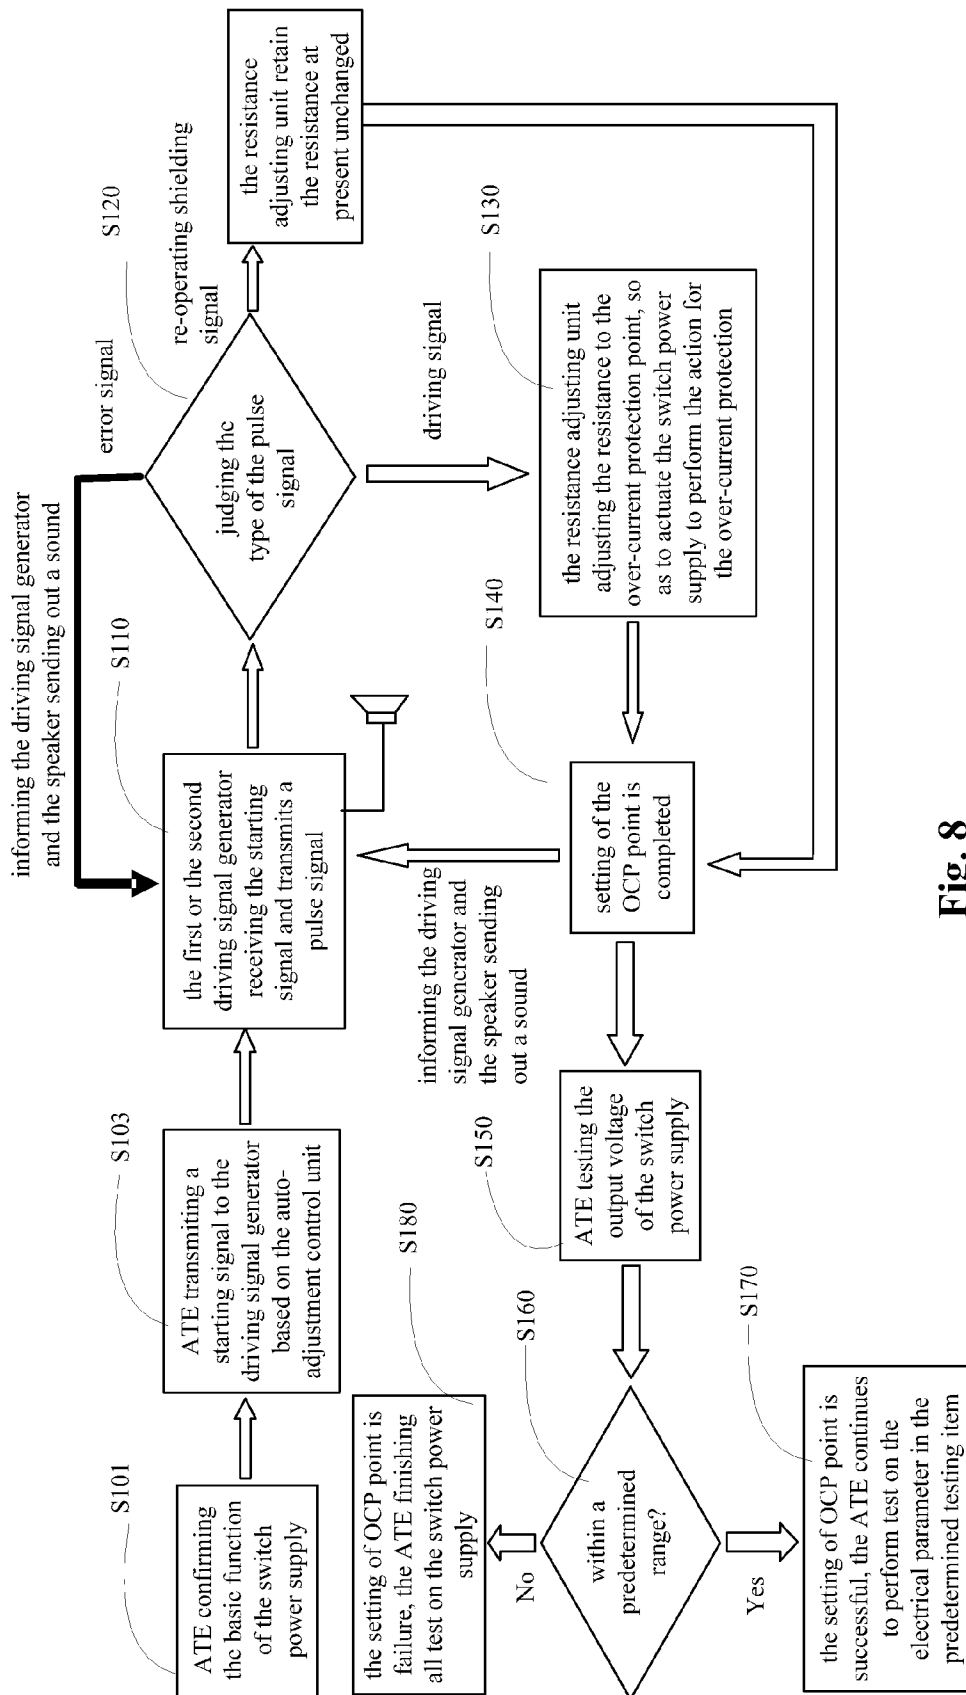 S101
ATE confirming
the basic function
of the switch
power supply
S103
ATE transmiting a
starting signal to the
driving signal generator
based on the auto-
adjustment control unit
S110
the first or the second
driving signal generator
receiving the starting
signal and transmits a
pulse signal
informing the driving signal generator
and the speaker sending out a sound
error signal
S120
judging the
type of the pulse
signal
re-operating shielding
signal
the resistance
adjusting unit retain
the resistance at
present unchanged
driving signal
S130
the resistance adjusting unit
adjusting the resistance to the
over-current protection point, so
as to actuate the switch power
supply to perform the action for
the over-current protection
S140
setting of the
OCP point is
completed
informing the driving
signal generator and
the speaker sending
out a sound
S150
ATE testing the
output voltage
of the switch
power supply
S160
within a
predetermined
range?
No
S180
the setting of OCP point is
failure, the ATE finishing
all test on the switch power
supply
Yes
S170
the setting of OCP point is
successful, the ATE continues
to perform test on the
electrical parameter in the
predetermined testing item
Fig. 8